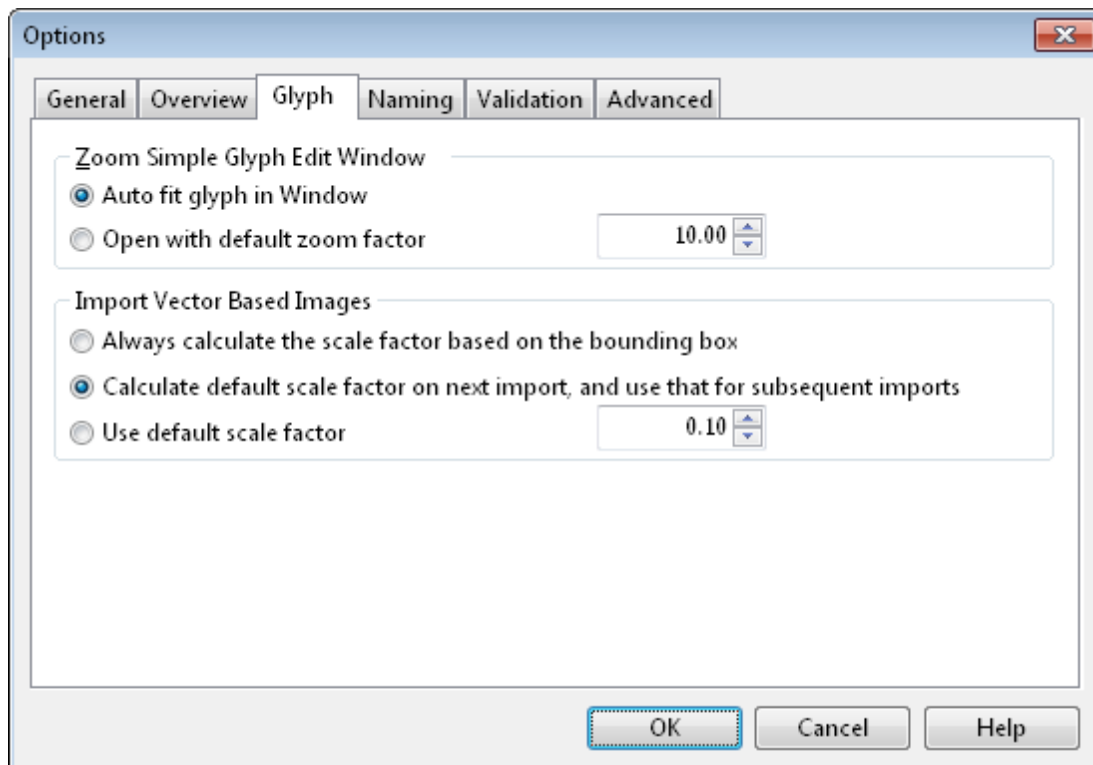 Options
General Overview Glyph Naming Validation Advanced
Zoom Simple Glyph Edit Window
Auto fit glyph in Window
Open with default zoom factor 10.00
Import Vector Based Images
Always calculate the scale factor based on the bounding box
Calculate default scale factor on next import, and use that for subsequent imports
Use default scale factor 0.10
OK Cancel Help